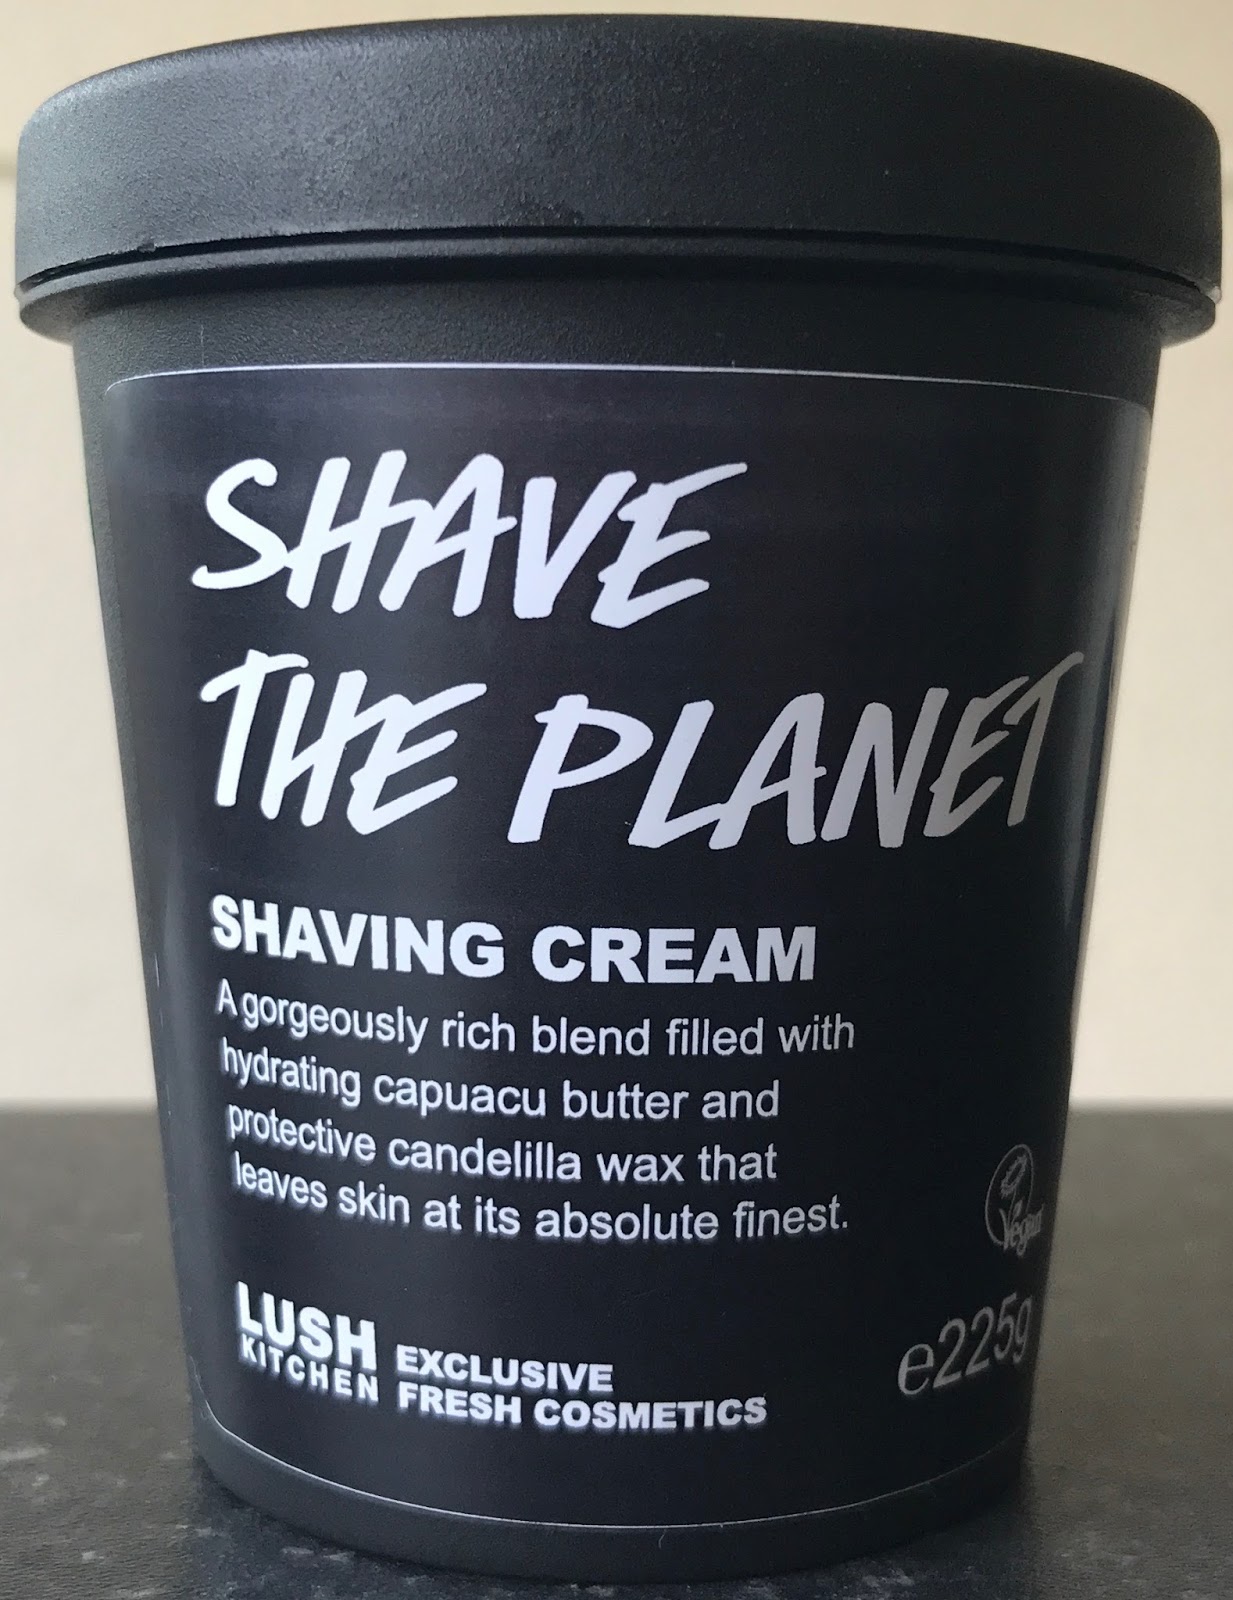 SHAVE
THE PLANET
SHAVING CREAM
A gorgeously rich blend filled with
hydrating capuacu butter and
protective candelilla wax that
leaves skin at its absolute finest.
Vegan
LUSH
KITCHEN
EXCLUSIVE
FRESH COSMETICS
e225g